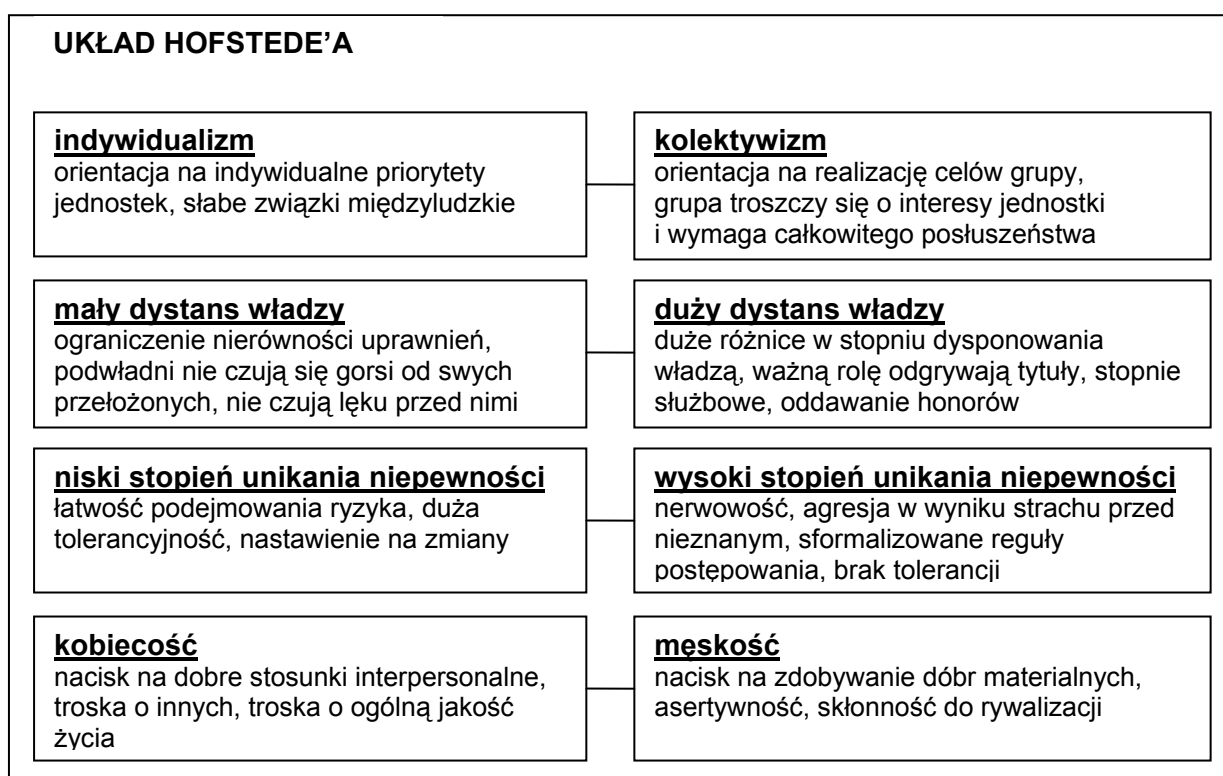 UKŁAD HOFSTEDE’A
indywidualizm
orientacja na indywidualne priorytety
jednostek, słabe związki międzyludzkie
kolektywizm
orientacja na realizację celów grupy,
grupa troszczy się o interesy jednostki
i wymaga całkowitego posłuszeństwa
mały dystans władzy
ograniczenie nierówności uprawnień,
podwładni nie czują się gorsi od swych
przełożonych, nie czują lęku przed nimi
duży dystans władzy
duże różnice w stopniu dysponowania
władzą, ważną rolę odgrywają tytuły, stopnie
służbowe, oddawanie honorów
niski stopień unikania niepewności
łatwość podejmowania ryzyka, duża
tolerancyjność, nastawienie na zmiany
wysoki stopień unikania niepewności
nerwowość, agresja w wyniku strachu przed
nieznanym, sformalizowane reguły
postępowania, brak tolerancji
kobiecość
nacisk na dobre stosunki interpersonalne,
troska o innych, troska o ogólną jakość
życia
męskość
nacisk na zdobywanie dóbr materialnych,
asertywność, skłonność do rywalizacji